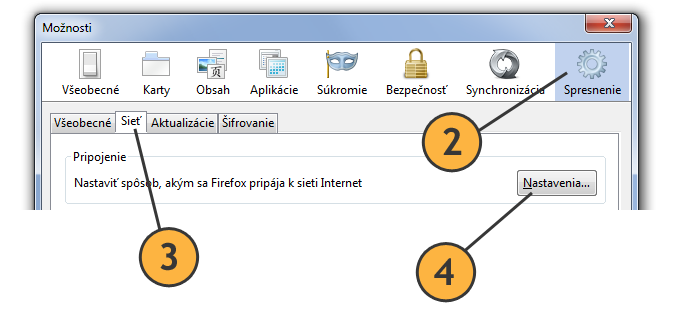 Možnosti
Všeobecné Karty Obsah Aplikácie Súkromie Bezpečnosť Synchronizácia Spresnenie
Všeobecné Sieť Aktualizácie Šifrovanie
2
Pripojenie
Nastaviť spôsob, akým sa Firefox pripája k sieti Internet Nastavenia...
3
4